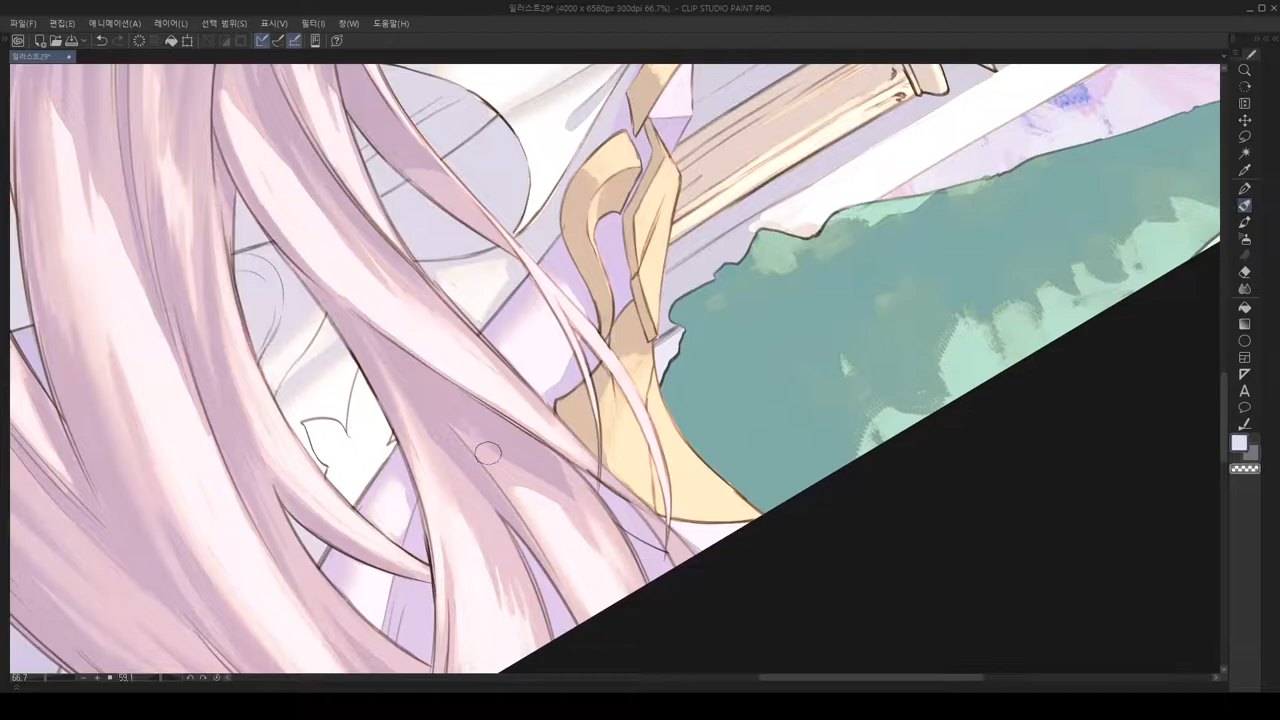 일러스트29* (4000 x 6560px 300dpi 66.7%) - CLIP STUDIO PAINT PRO
파일(F) 편집(E) 애니메이션(A) 레이어(L) 선택 범위(S) 표시(V) 필터(I) 창(W) 도움말(H)
일러스트29*
A
66.7 59.1